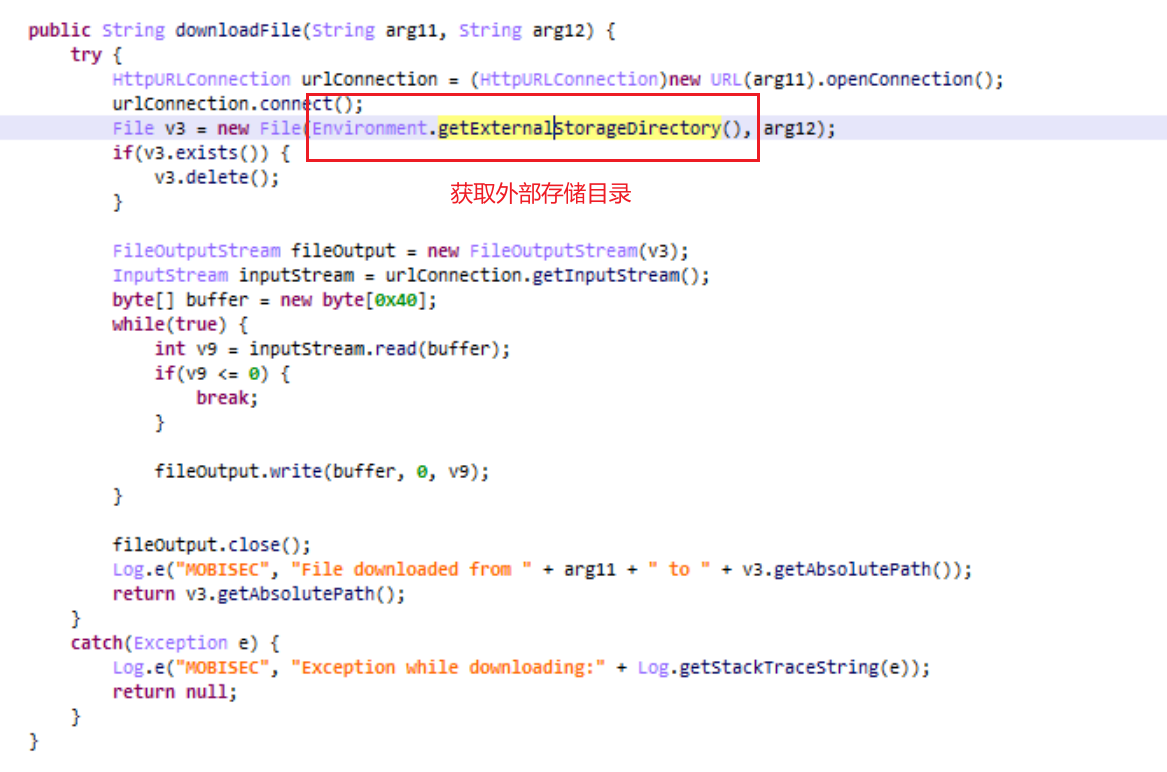 public String downloadFile(String arg11, String arg12) {
try {
HttpURLConnection urlConnection = (HttpURLConnection)new URL(arg11).openConnection();
urlConnection.connect();
File v3 = new File(Environment.getExternalStorageDirectory(), arg12);
if(v3.exists()) {
v3.delete();
}
获取外部存储目录
FileOutputStream fileOutput = new FileOutputStream(v3);
InputStream inputStream = urlConnection.getInputStream();
byte[] buffer = new byte[0x40];
while(true) {
int v9 = inputStream.read(buffer);
if(v9 <= 0) {
break;
}
fileOutput.write(buffer, 0, v9);
}
fileOutput.close();
Log.e("MOBISEC", "File downloaded from " + arg11 + " to " + v3.getAbsolutePath());
return v3.getAbsolutePath();
}
catch(Exception e) {
Log.e("MOBISEC", "Exception while downloading:" + Log.getStackTraceString(e));
return null;
}
}